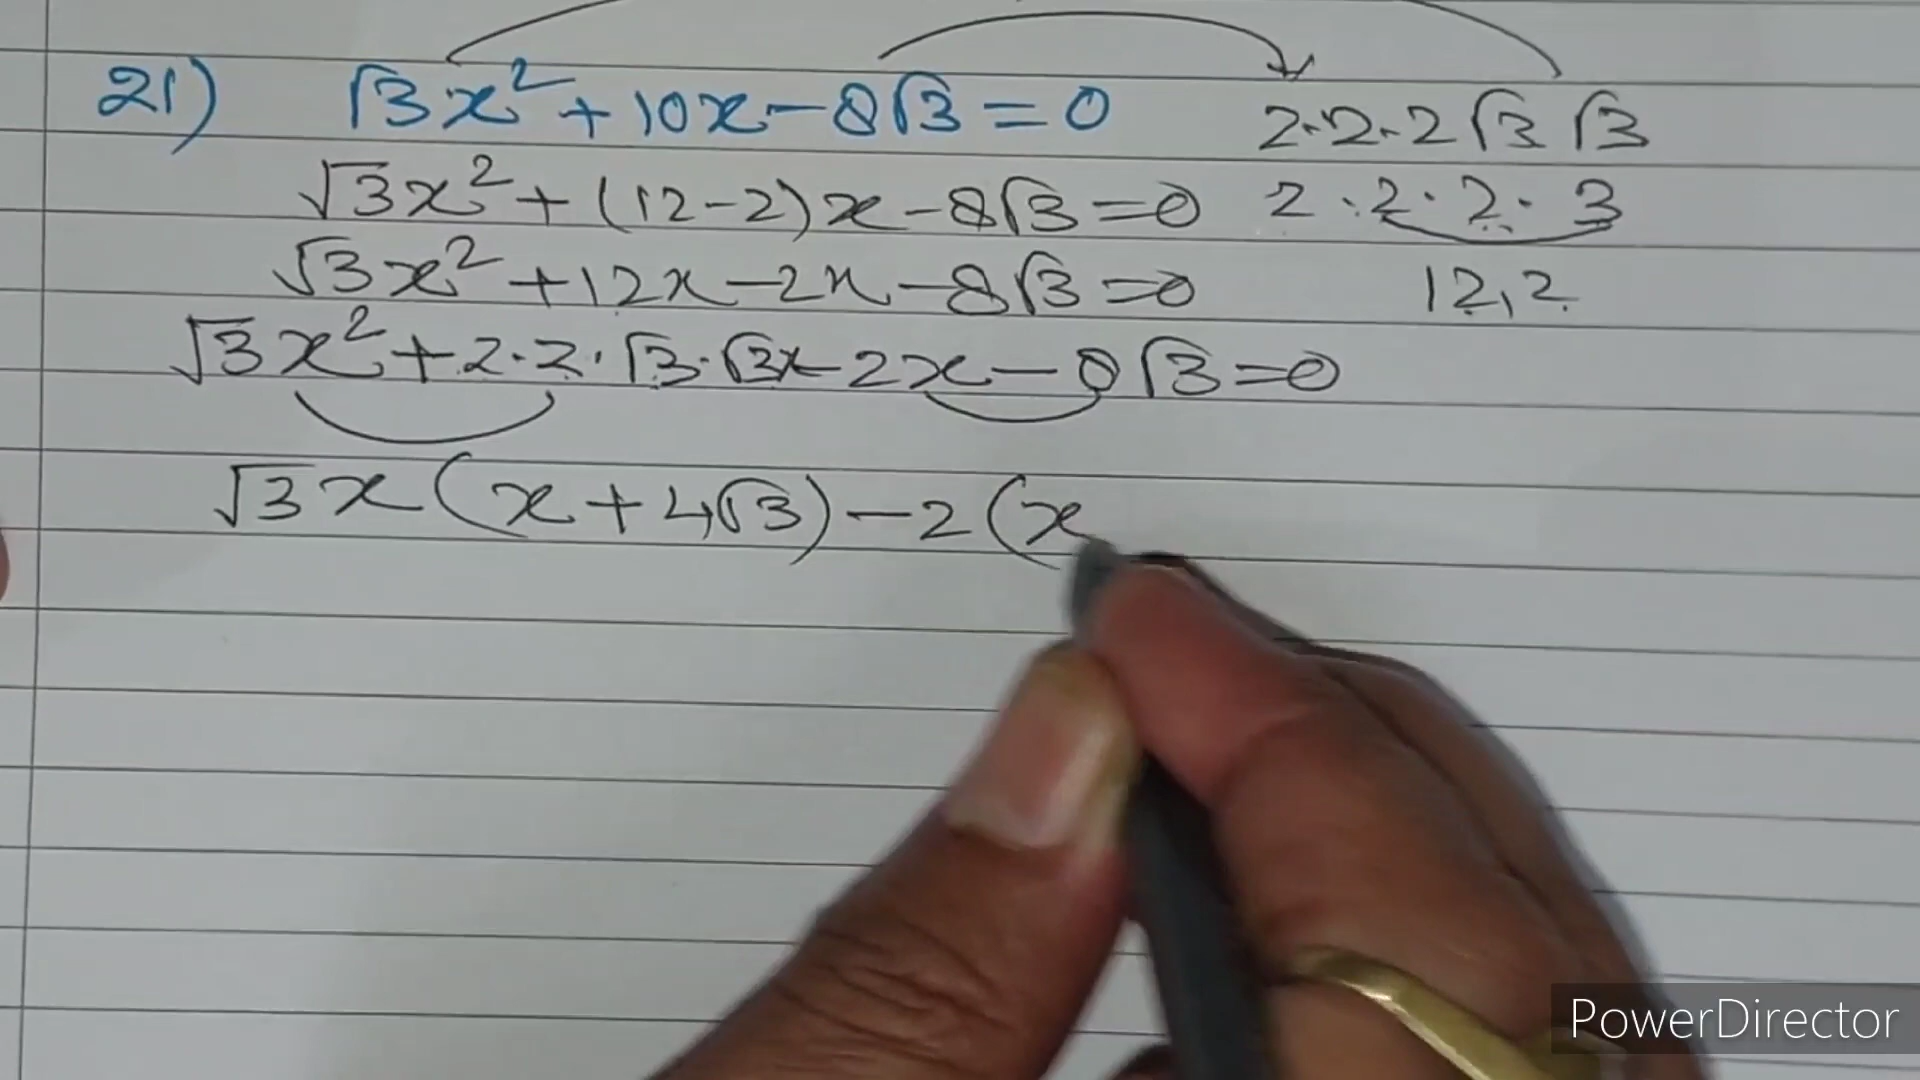 21) √3x² + 10x - 8√3 = 0
2·2·2√3 √3
√3x² + (12-2)x - 8√3 = 0
2·2·2·3
√3x² + 12x - 2x - 8√3 = 0
12, 2
√3x² + 2·2·√3·√3x - 2x - 8√3 = 0
√3x(x + 4√3) - 2(x
PowerDirector